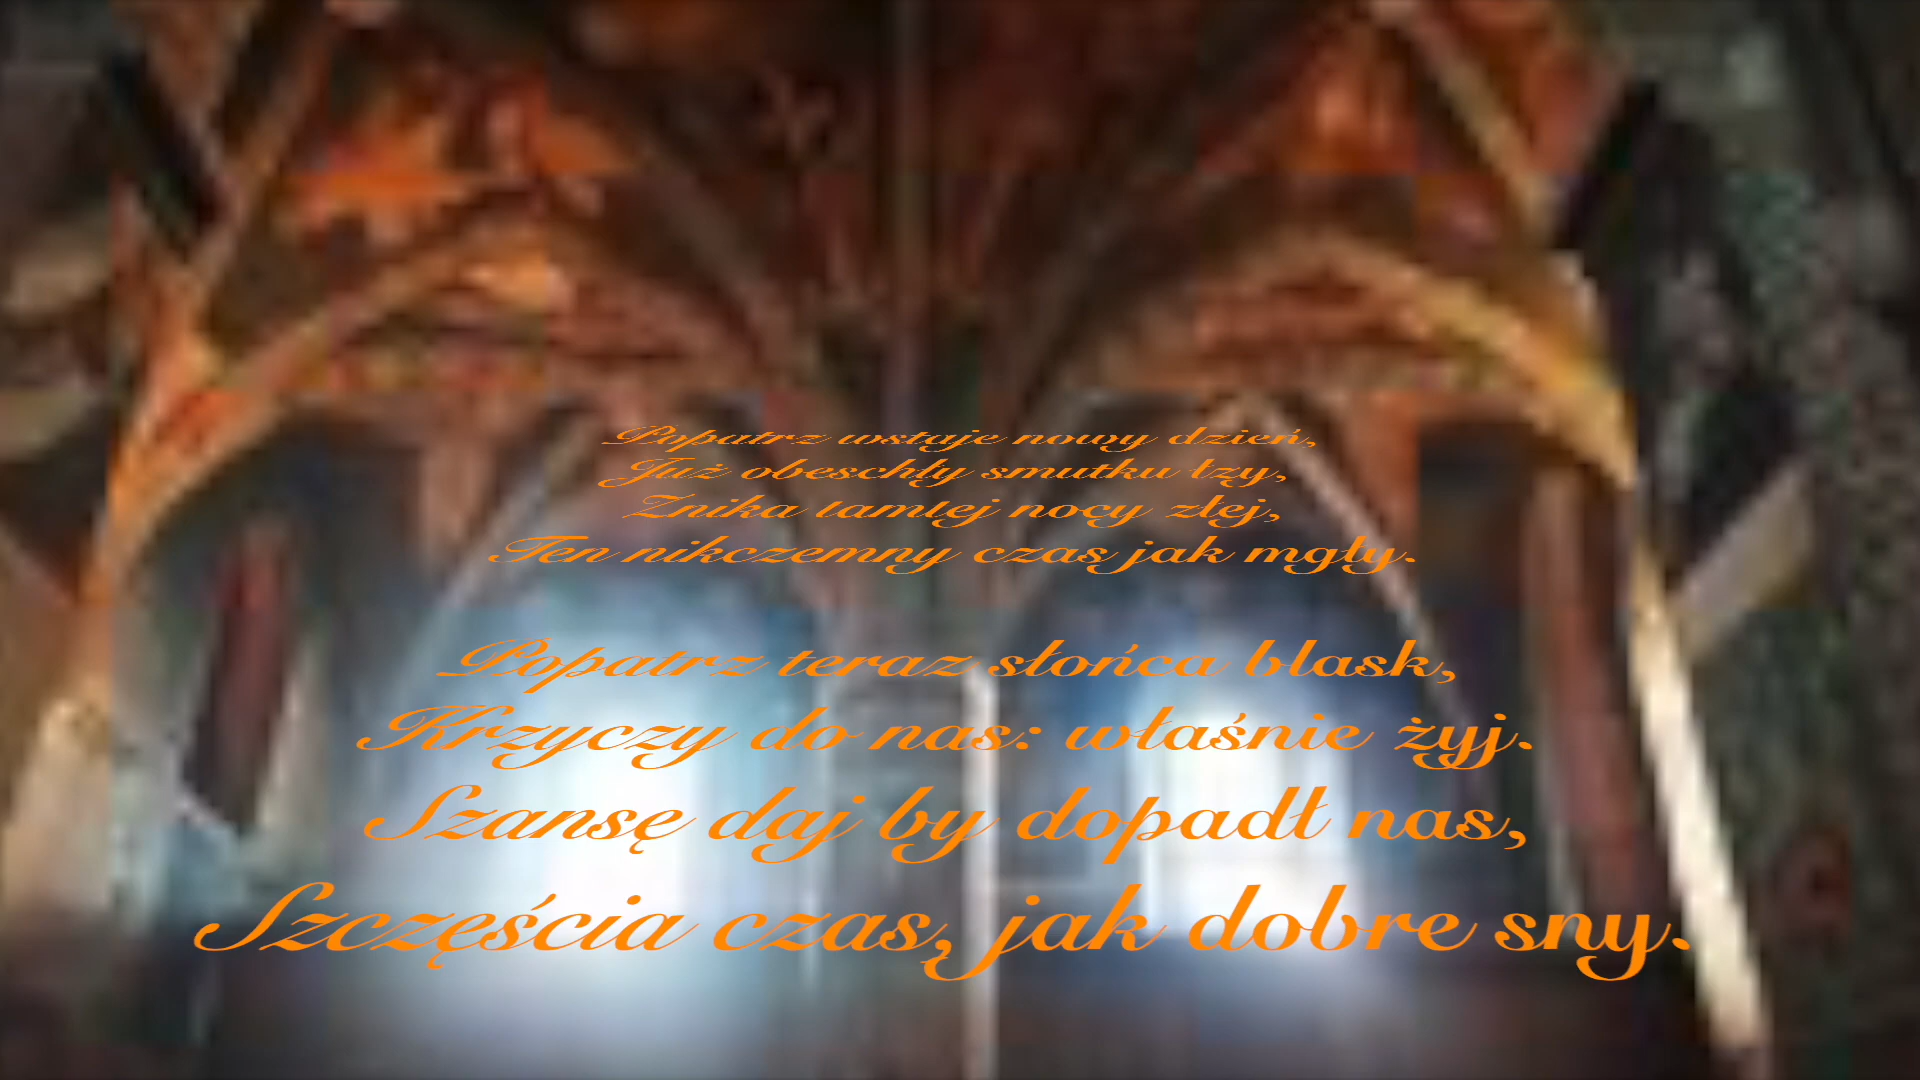 Popatrz wstaje nowy dzień,
Już obeschły smutku łzy,
Znika tamtej nocy zlej,
Ten nikczemny czas jak mgły.
Popatrz teraz słońca blask,
Krzyczy do nas: właśnie żyj.
Szansę daj by dopadł nas,
Szczęścia czas, jak dobre sny.